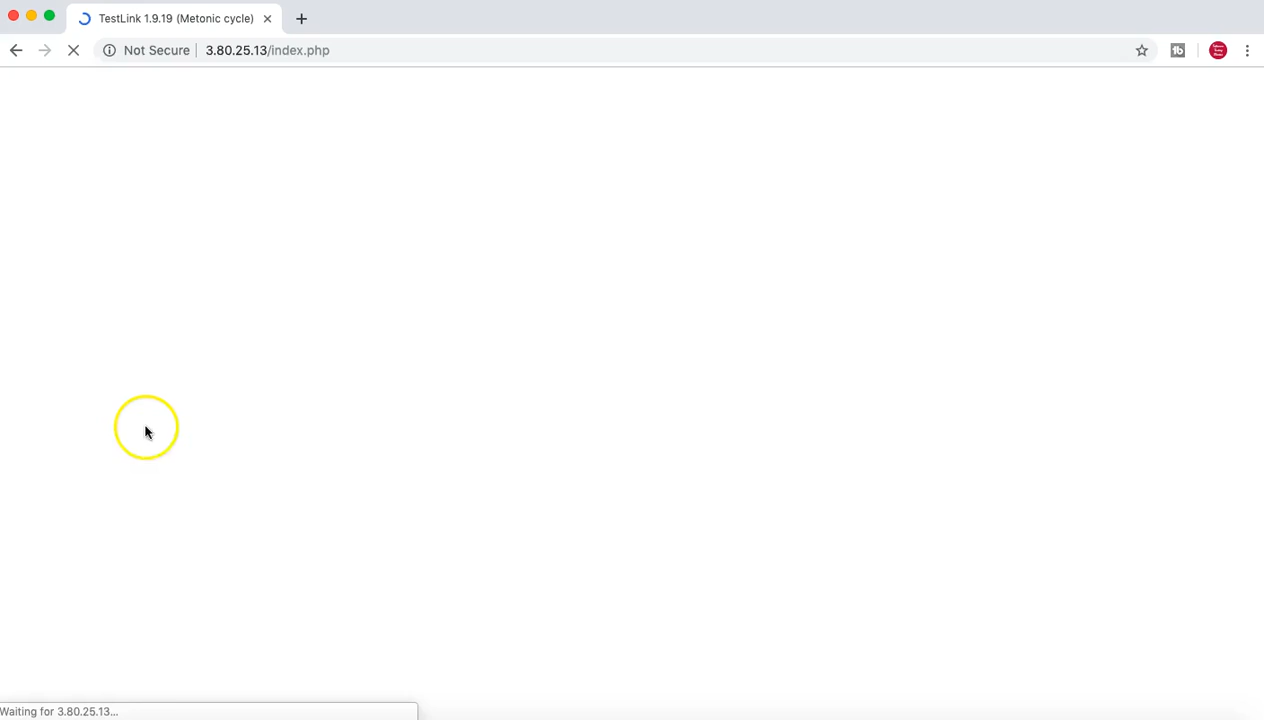 TestLink 1.9.19 (Metonic cycle)
Not Secure 3.80.25.13/index.php
Waiting for 3.80.25.13...